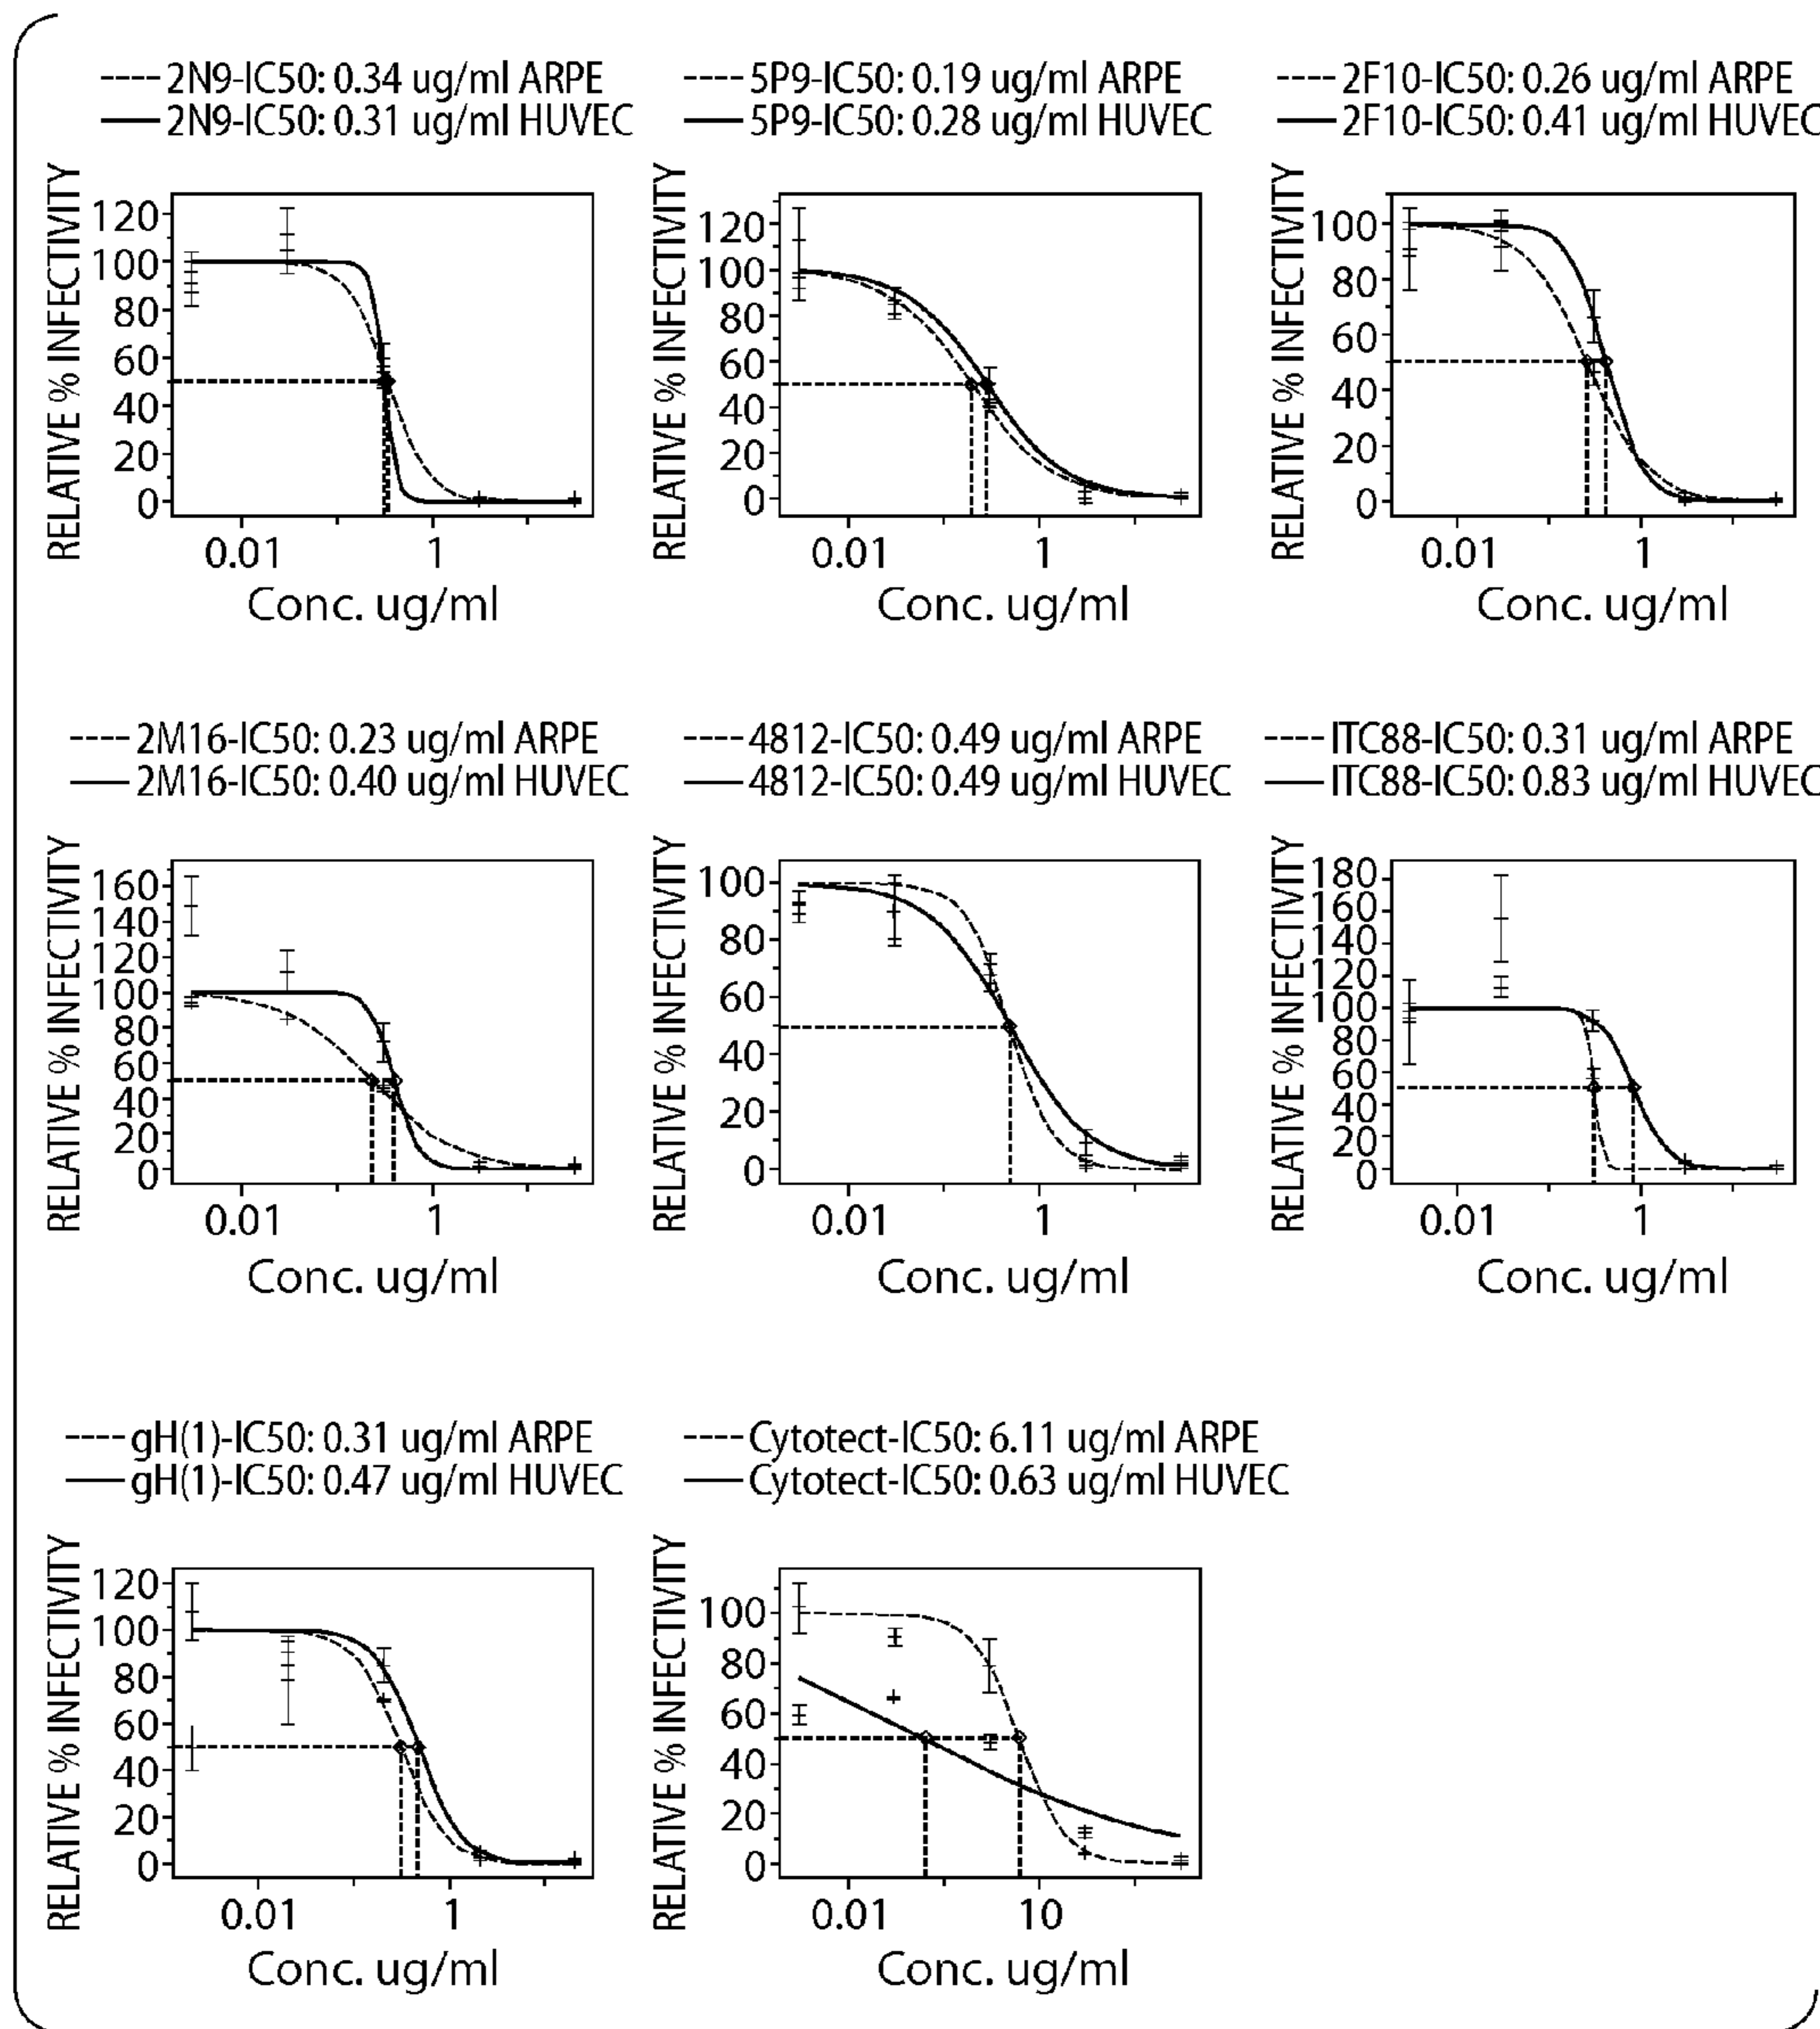 2N9-IC50: 0.34 ug/ml ARPE
2N9-IC50: 0.31 ug/ml HUVEC
RELATIVE % INFECTIVITY
120
100
80
60
40
20
0
0.01 1
Conc. ug/ml
5P9-IC50: 0.19 ug/ml ARPE
5P9-IC50: 0.28 ug/ml HUVEC
RELATIVE % INFECTIVITY
120
100
80
60
40
20
0
0.01 1
Conc. ug/ml
2F10-IC50: 0.26 ug/ml ARPE
2F10-IC50: 0.41 ug/ml HUVEC
RELATIVE % INFECTIVITY
100
80
60
40
20
0
0.01 1
Conc. ug/ml
2M16-IC50: 0.23 ug/ml ARPE
2M16-IC50: 0.40 ug/ml HUVEC
RELATIVE % INFECTIVITY
160
140
120
100
80
60
40
20
0
0.01 1
Conc. ug/ml
4812-IC50: 0.49 ug/ml ARPE
4812-IC50: 0.49 ug/ml HUVEC
RELATIVE % INFECTIVITY
100
80
60
40
20
0
0.01 1
Conc. ug/ml
ITC88-IC50: 0.31 ug/ml ARPE
ITC88-IC50: 0.83 ug/ml HUVEC
RELATIVE % INFECTIVITY
180
160
140
120
100
80
60
40
20
0
0.01 1
Conc. ug/ml
gH(1)-IC50: 0.31 ug/ml ARPE
gH(1)-IC50: 0.47 ug/ml HUVEC
RELATIVE % INFECTIVITY
120
100
80
60
40
20
0
0.01 1
Conc. ug/ml
Cytotect-IC50: 6.11 ug/ml ARPE
Cytotect-IC50: 0.63 ug/ml HUVEC
RELATIVE % INFECTIVITY
100
80
60
40
20
0
0.01 10
Conc. ug/ml